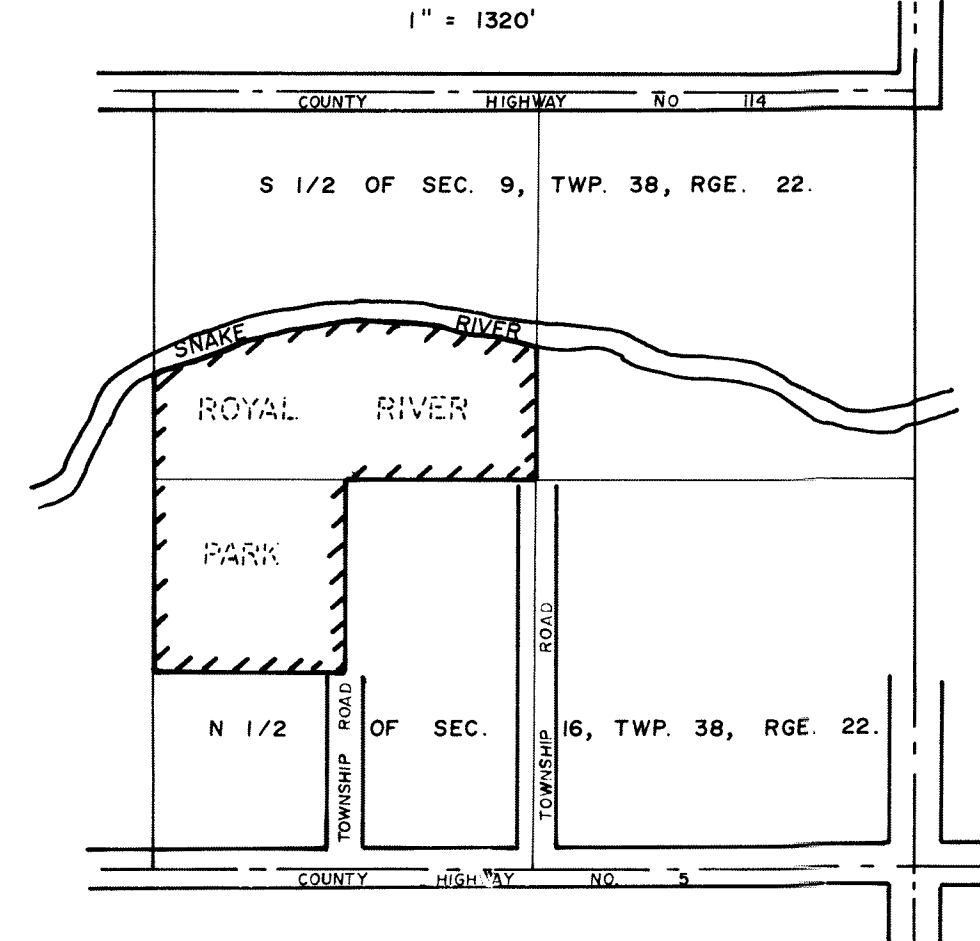 1" = 1320'
COUNTY HIGHWAY NO 114
S 1/2 OF SEC. 9, TWP. 38, RGE. 22.
SNAKE RIVER
ROYAL RIVER
PARK
TOWNSHIP ROAD
TOWNSHIP ROAD
N 1/2 OF SEC. 16, TWP. 38, RGE. 22.
COUNTY HIGHWAY NO. 5